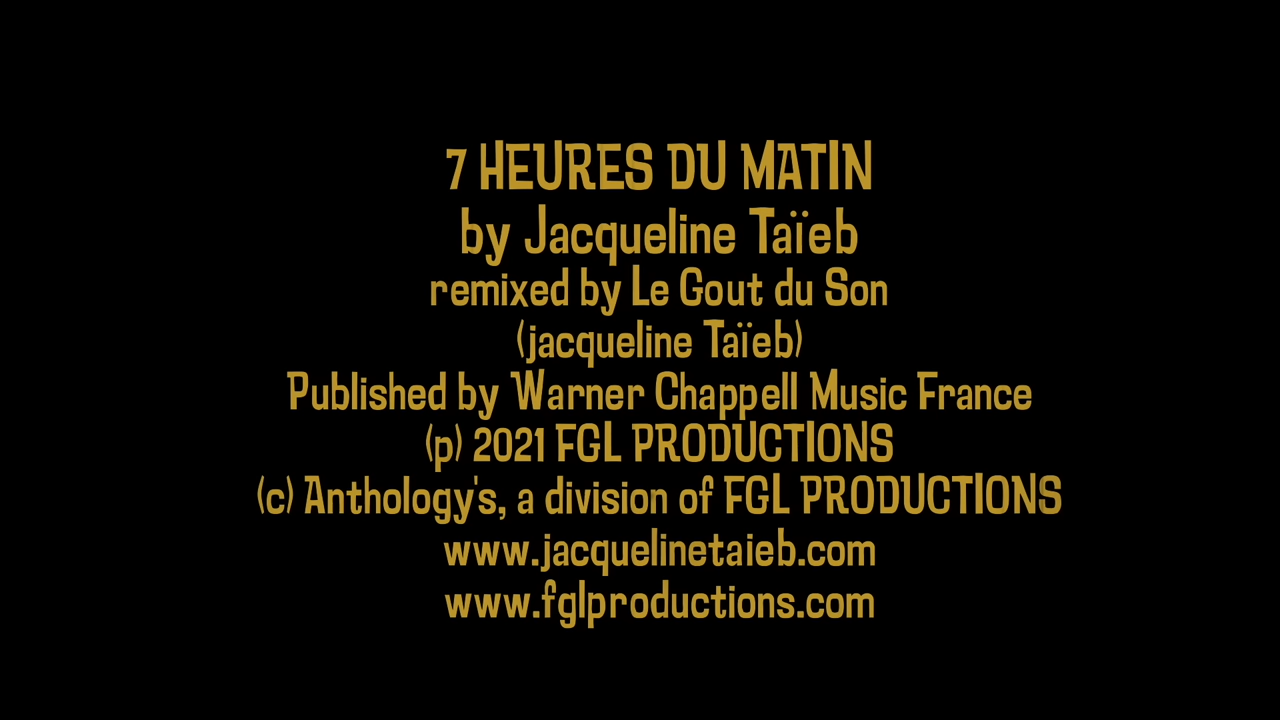 7 HEURES DU MATIN
by Jacqueline Taïeb
remixed by Le Gout du Son
(jacqueline Taïeb)
Published by Warner Chappell Music France
(p) 2021 FGL PRODUCTIONS
(c) Anthology's, a division of FGL PRODUCTIONS
www.jacquelinetaieb.com
www.fglproductions.com